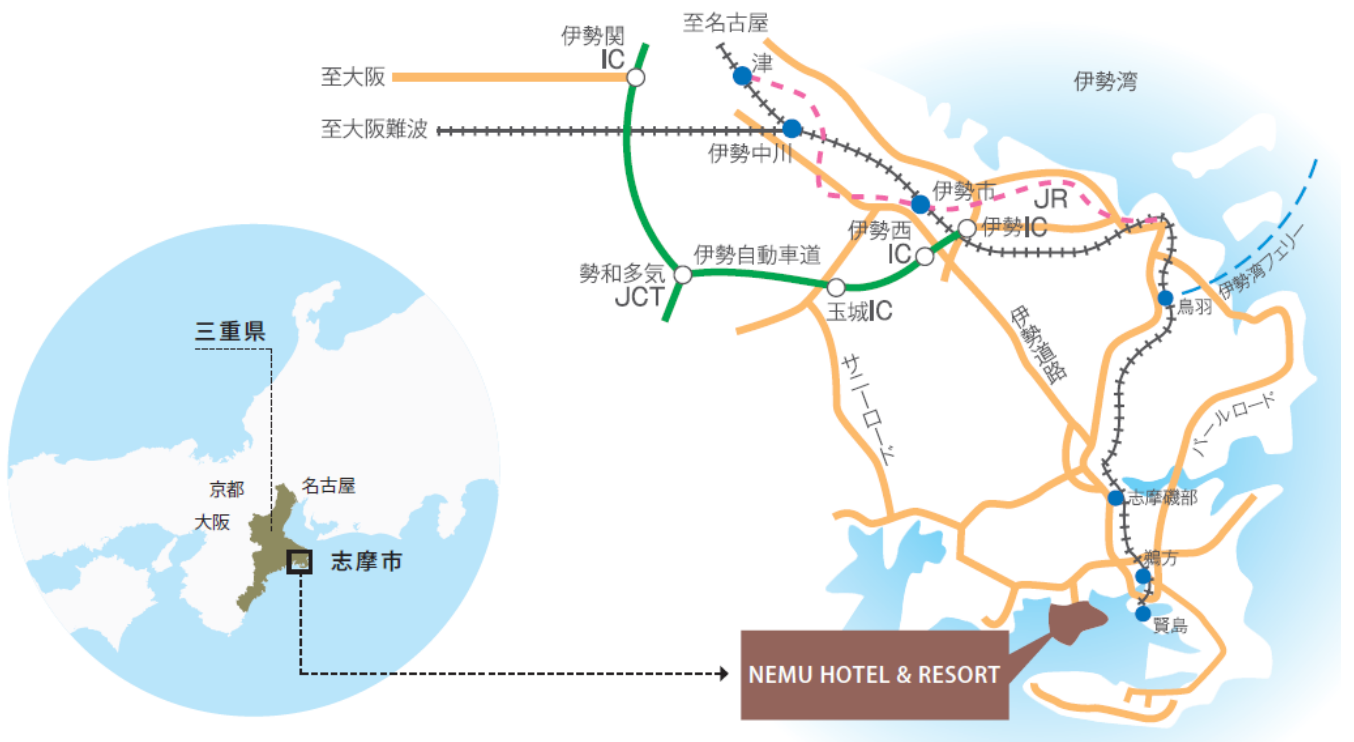 至名古屋
伊勢関
IC
津
至大阪
伊勢湾
至大阪難波
伊勢中川
伊勢市
JR
伊勢西
IC
伊勢IC
伊勢自動車道
勢和多気
JCT
玉城IC
伊勢湾フェリー
鳥羽
伊勢道路
サニーロード
パールロード
三重県
京都
名古屋
大阪
志摩市
志摩磯部
鵜方
賢島
NEMU HOTEL & RESORT